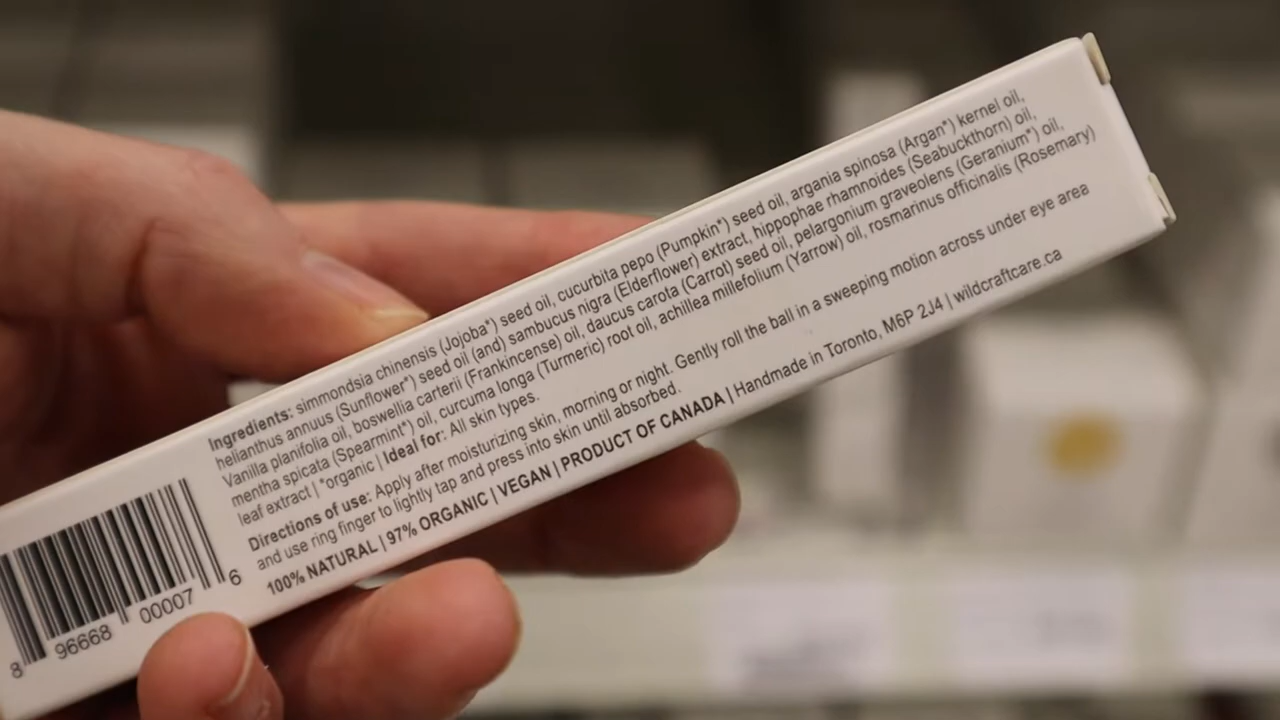 Ingredients: simmondsia chinensis (Jojoba*) seed oil, cucurbita pepo (Pumpkin*) seed oil, argania spinosa (Argan*) kernel oil,
helianthus annuus (Sunflower*) seed oil (and) sambucus nigra (Elderflower) extract, hippophae rhamnoides (Seabuckthorn) oil,
Vanilla planifolia oil, boswellia carterii (Frankincense) oil, daucus carota (Carrot) seed oil, pelargonium graveolens (Geranium*) oil,
mentha spicata (Spearmint*) oil, curcuma longa (Turmeric) root oil, achillea millefolium (Yarrow) oil, rosmarinus officinalis (Rosemary)
leaf extract | *organic | Ideal for: All skin types.
Directions of use: Apply after moisturizing skin, morning or night. Gently roll the ball in a sweeping motion across under eye area
and use ring finger to lightly tap and press into skin until absorbed.
100% NATURAL | 97% ORGANIC | VEGAN | PRODUCT OF CANADA | Handmade in Toronto, M6P 2J4 | wildcraftcare.ca
8 96668 00007 6